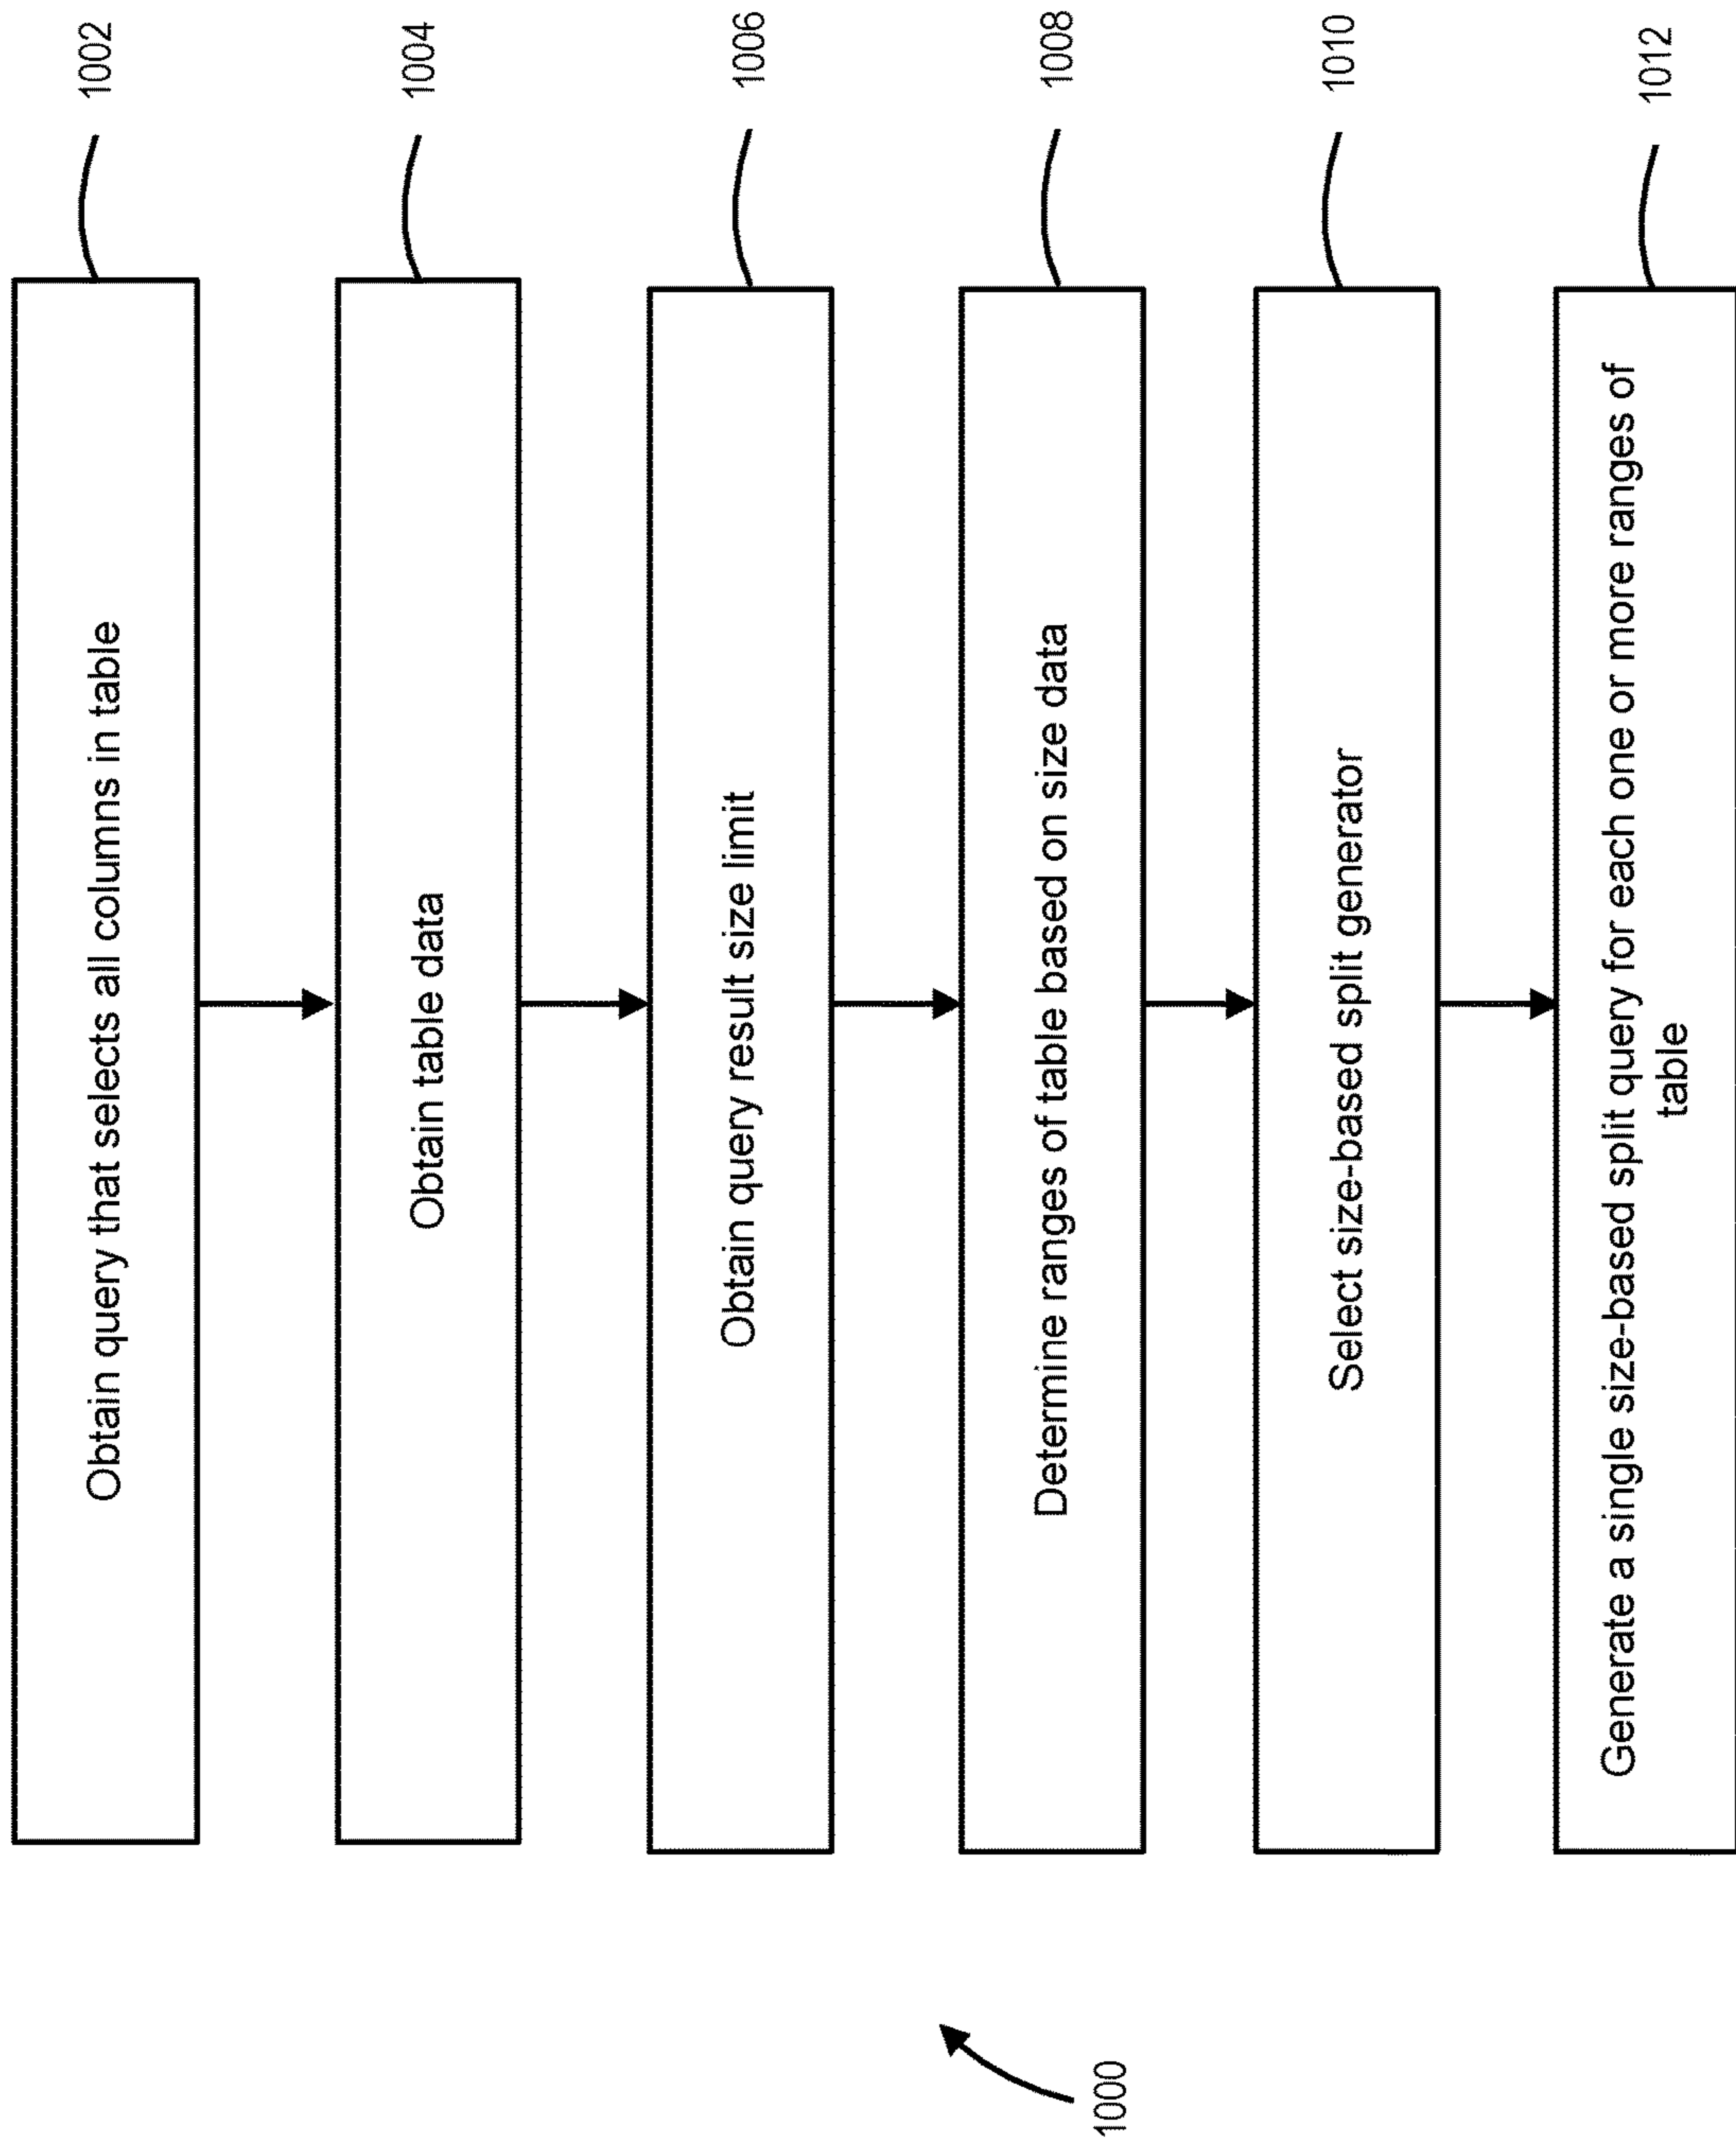 1002
Obtain query that selects all columns in table
1004
Obtain table data
1006
Obtain query result size limit
1008
Determine ranges of table based on size data
1010
Select size-based split generator
1012
Generate a single size-based split query for each one or more ranges of
table
1000